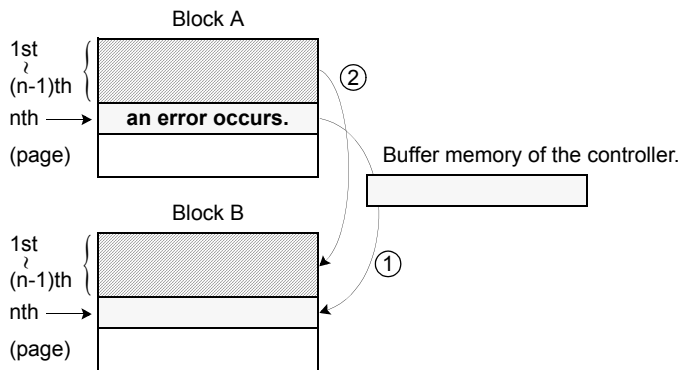 Block A
1st
~
(n-1)th
nth
an error occurs.
(page)
②
Buffer memory of the controller.
Block B
1st
~
(n-1)th
①
nth
(page)